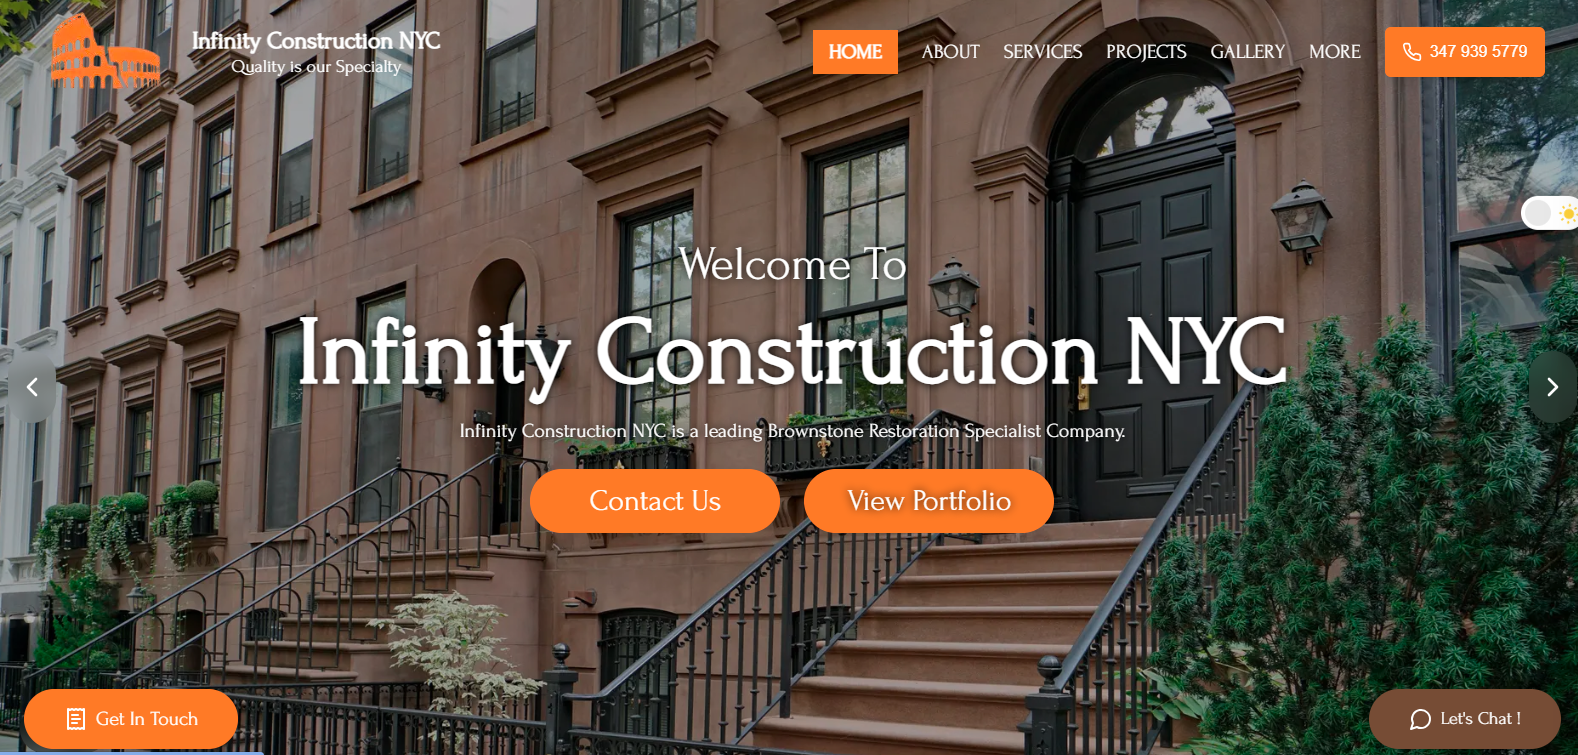 Infinity Construction NYC
Quality is our Specialty
HOME
ABOUT
SERVICES
PROJECTS
GALLERY
MORE
347 939 5779
Welcome To
Infinity Construction NYC
Infinity Construction NYC is a leading Brownstone Restoration Specialist Company.
Contact Us
View Portfolio
Get In Touch
Let's Chat !